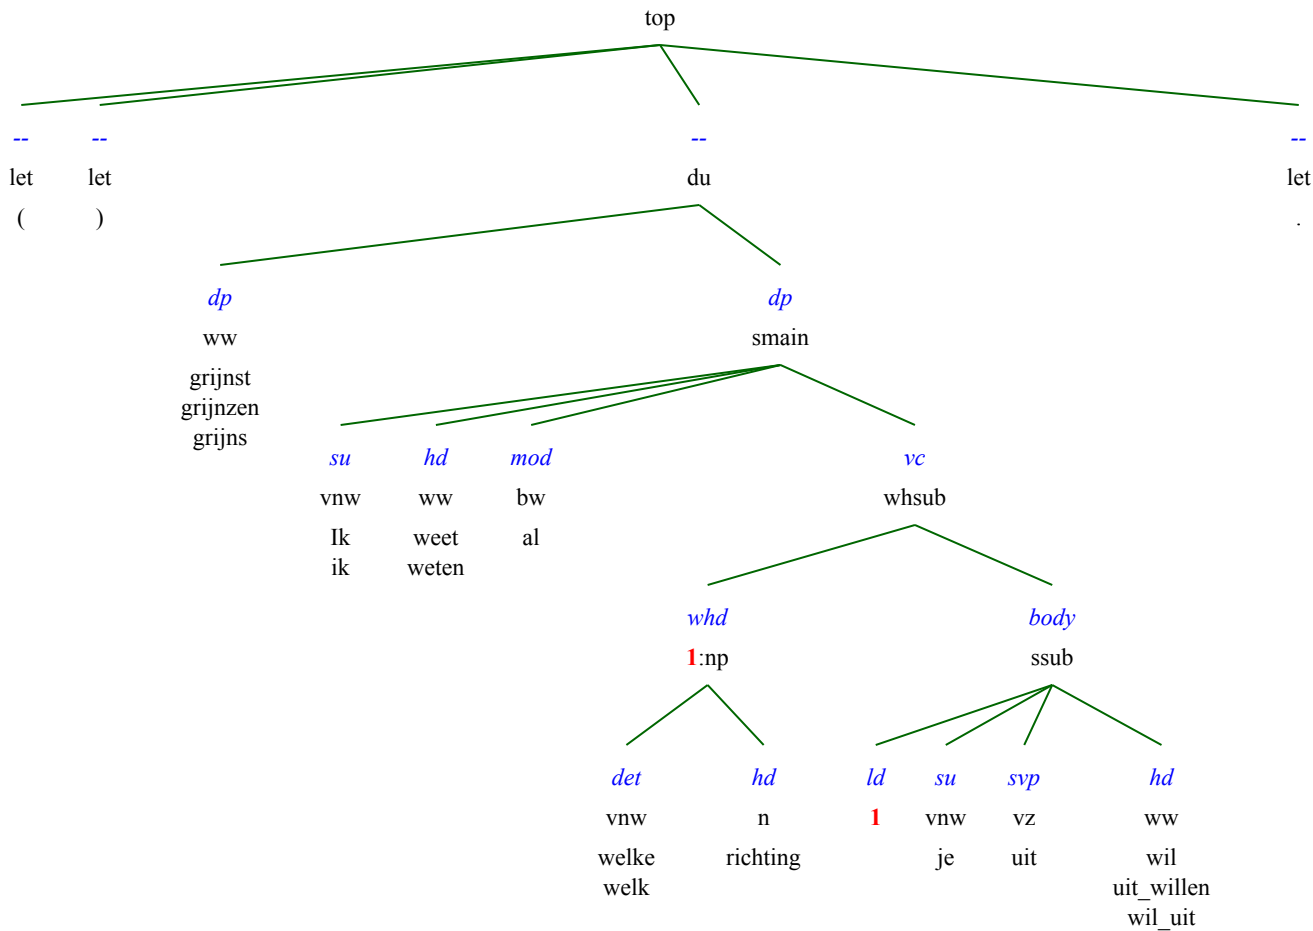 top
-- -- -- --
let let du let
( ) .
dp dp
ww smain
grijnst
grijnzen
grijns
su hd mod vc
vnw ww bw whsub
Ik weet al
ik weten
whd body
1:np ssub
det hd ld su svp hd
vnw n 1 vnw vz ww
welke richting je uit wil
welk uit_willen
wil_uit